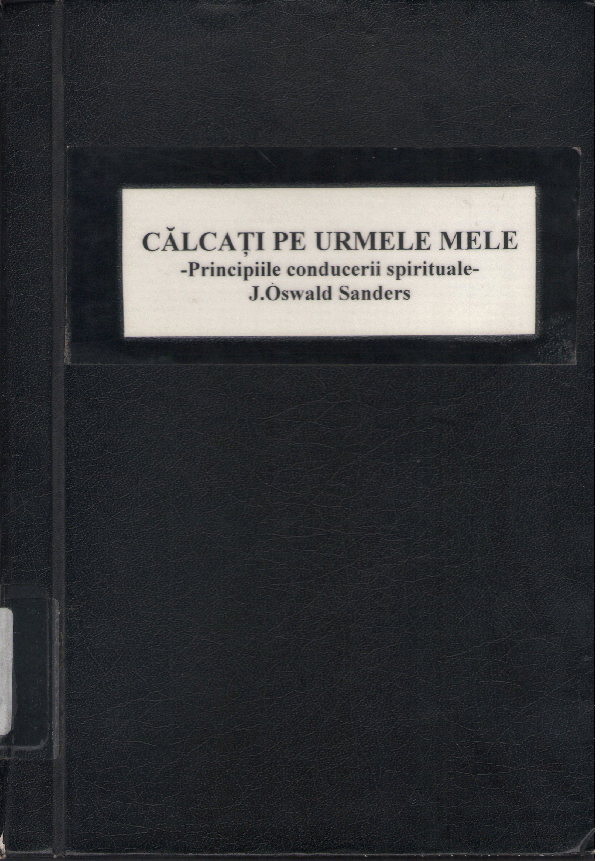 CĂLCAȚI PE URMELE MELE
-Principiile conducerii spirituale-
J.Oswald Sanders